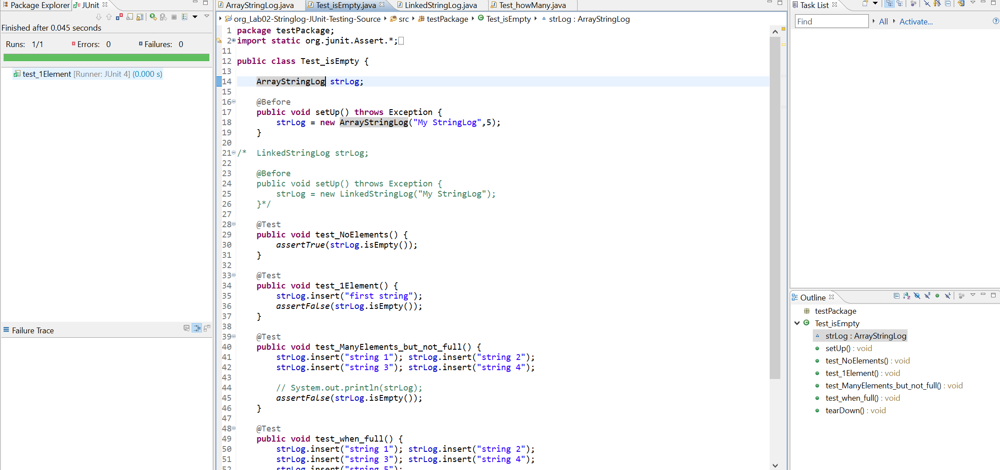 Package Explorer JUnit
Finished after 0.045 seconds
Runs: 1/1 Errors: 0 Failures: 0
test_1Element [Runner: JUnit 4] (0.000 s)
Failure Trace
ArrayStringLog.java Test_isEmpty.java LinkedStringLog.java Test_howMany.java
org_Lab02-Stringlog-JUnit-Testing-Source src testPackage Test_isEmpty strLog : ArrayStringLog
1 package testPackage;
2 import static org.junit.Assert.*;
11
12 public class Test_isEmpty {
13
14     ArrayStringLog strLog;
15
16     @Before
17     public void setUp() throws Exception {
18         strLog = new ArrayStringLog("My StringLog",5);
19     }
20
21 /*  LinkedStringLog strLog;
22
23     @Before
24     public void setUp() throws Exception {
25         strLog = new LinkedStringLog("My StringLog");
26     }*/
27
28     @Test
29     public void test_NoElements() {
30         assertTrue(strLog.isEmpty());
31     }
32
33     @Test
34     public void test_1Element() {
35         strLog.insert("first string");
36         assertFalse(strLog.isEmpty());
37     }
38
39     @Test
40     public void test_ManyElements_but_not_full() {
41         strLog.insert("string 1"); strLog.insert("string 2");
42         strLog.insert("string 3"); strLog.insert("string 4");
43
44         // System.out.println(strLog);
45         assertFalse(strLog.isEmpty());
46     }
47
48     @Test
49     public void test_when_full() {
50         strLog.insert("string 1"); strLog.insert("string 2");
51         strLog.insert("string 3"); strLog.insert("string 4");
52         strLog.insert("string 5");
Task List
Find All Activate...
Outline
testPackage
Test_isEmpty
strLog : ArrayStringLog
setUp() : void
test_NoElements() : void
test_1Element() : void
test_ManyElements_but_not_full() : void
test_when_full() : void
tearDown() : void